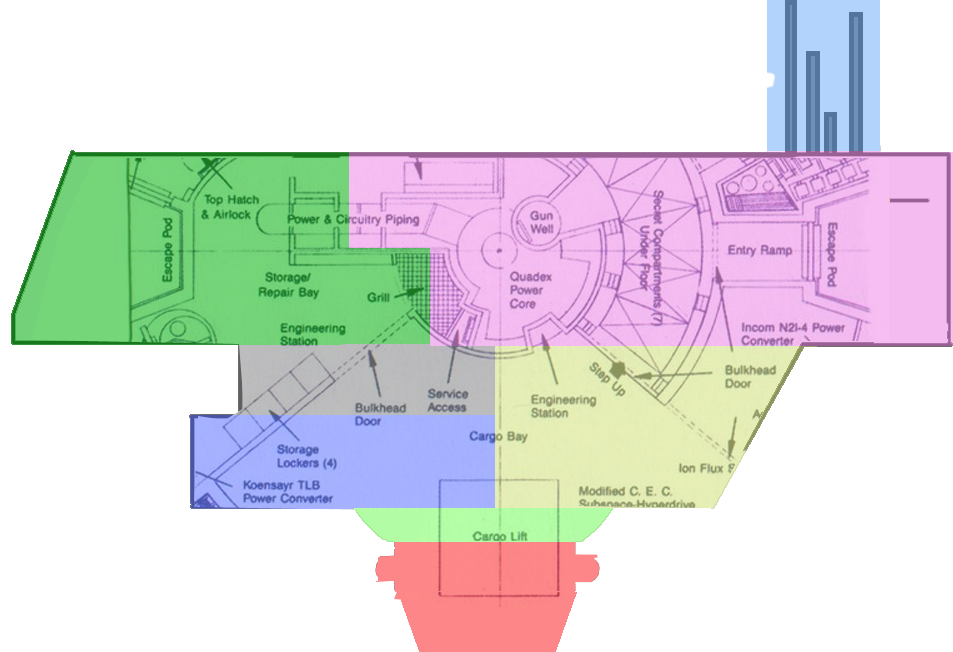 Top Hatch
& Airlock
Power & Circuitry Piping
Gun
Well
Escape Pod
Secret Compartments (7)
Under Floor
Entry Ramp
Escape Pod
Storage/
Repair Bay
Grill
Quadex
Power
Core
Engineering
Station
Incom N2I-4 Power
Converter
Step Up
Bulkhead
Door
Service
Access
Engineering
Station
Bulkhead
Door
Cargo Bay
Storage
Lockers (4)
Ion Flux
Koensayr TLB
Power Converter
Modified C. E. C.
Subspace-Hyperdrive
Cargo Lift